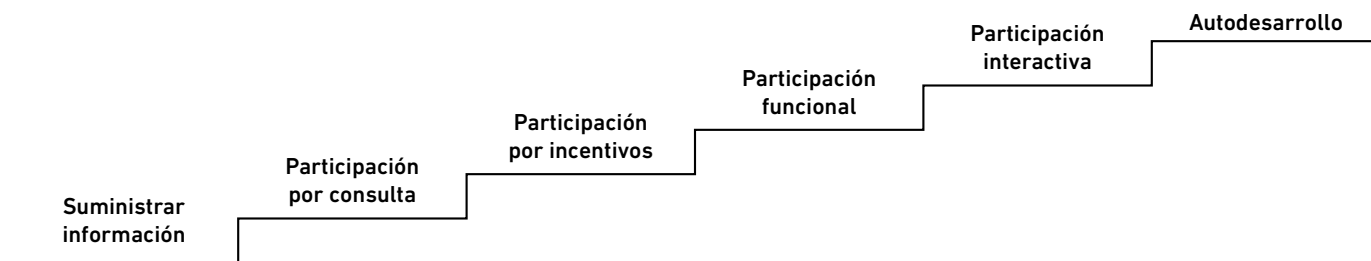 Suministrar
información
Participación
por consulta
Participación
por incentivos
Participación
funcional
Participación
interactiva
Autodesarrollo